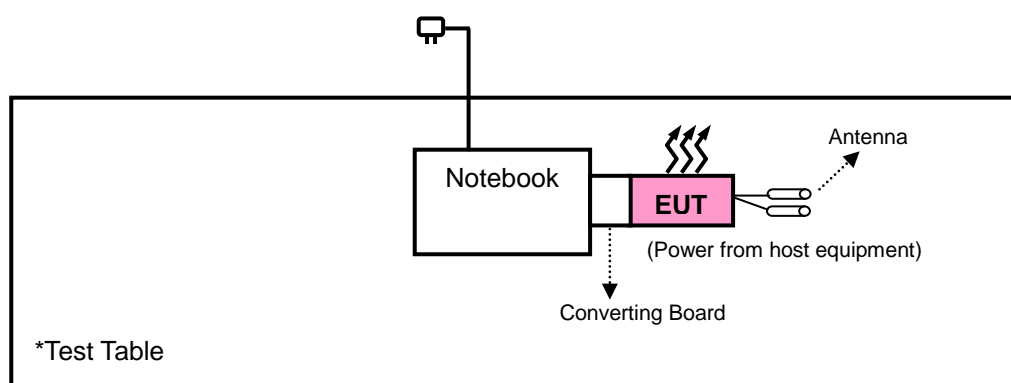 Antenna
Notebook
EUT
(Power from host equipment)
Converting Board
*Test Table